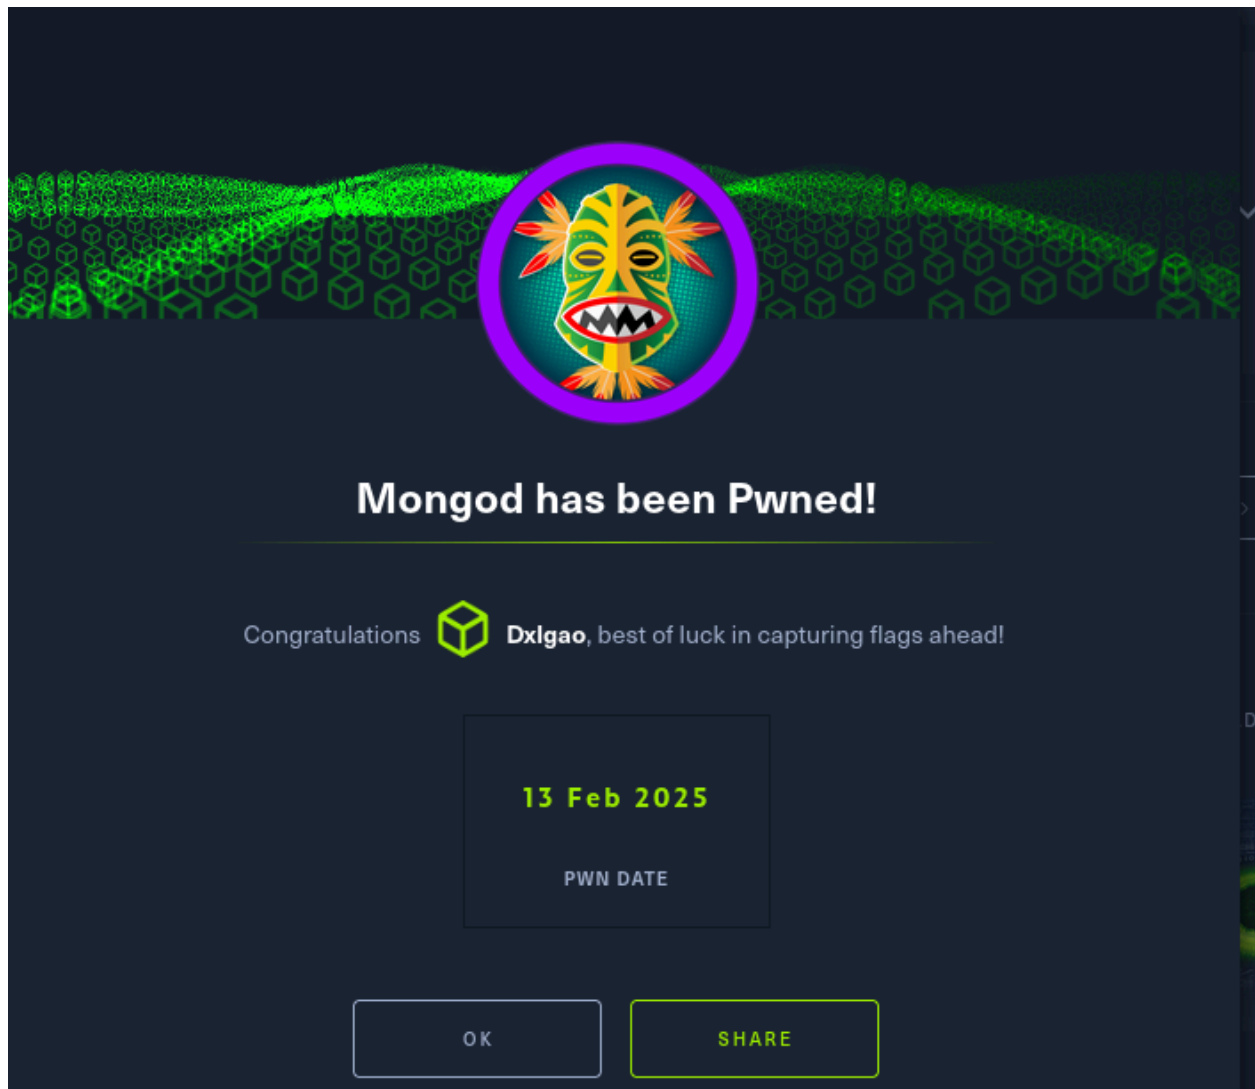 Mongod has been Pwned!
Congratulations Dxlgao, best of luck in capturing flags ahead!
13 Feb 2025
PWN DATE
OK
SHARE